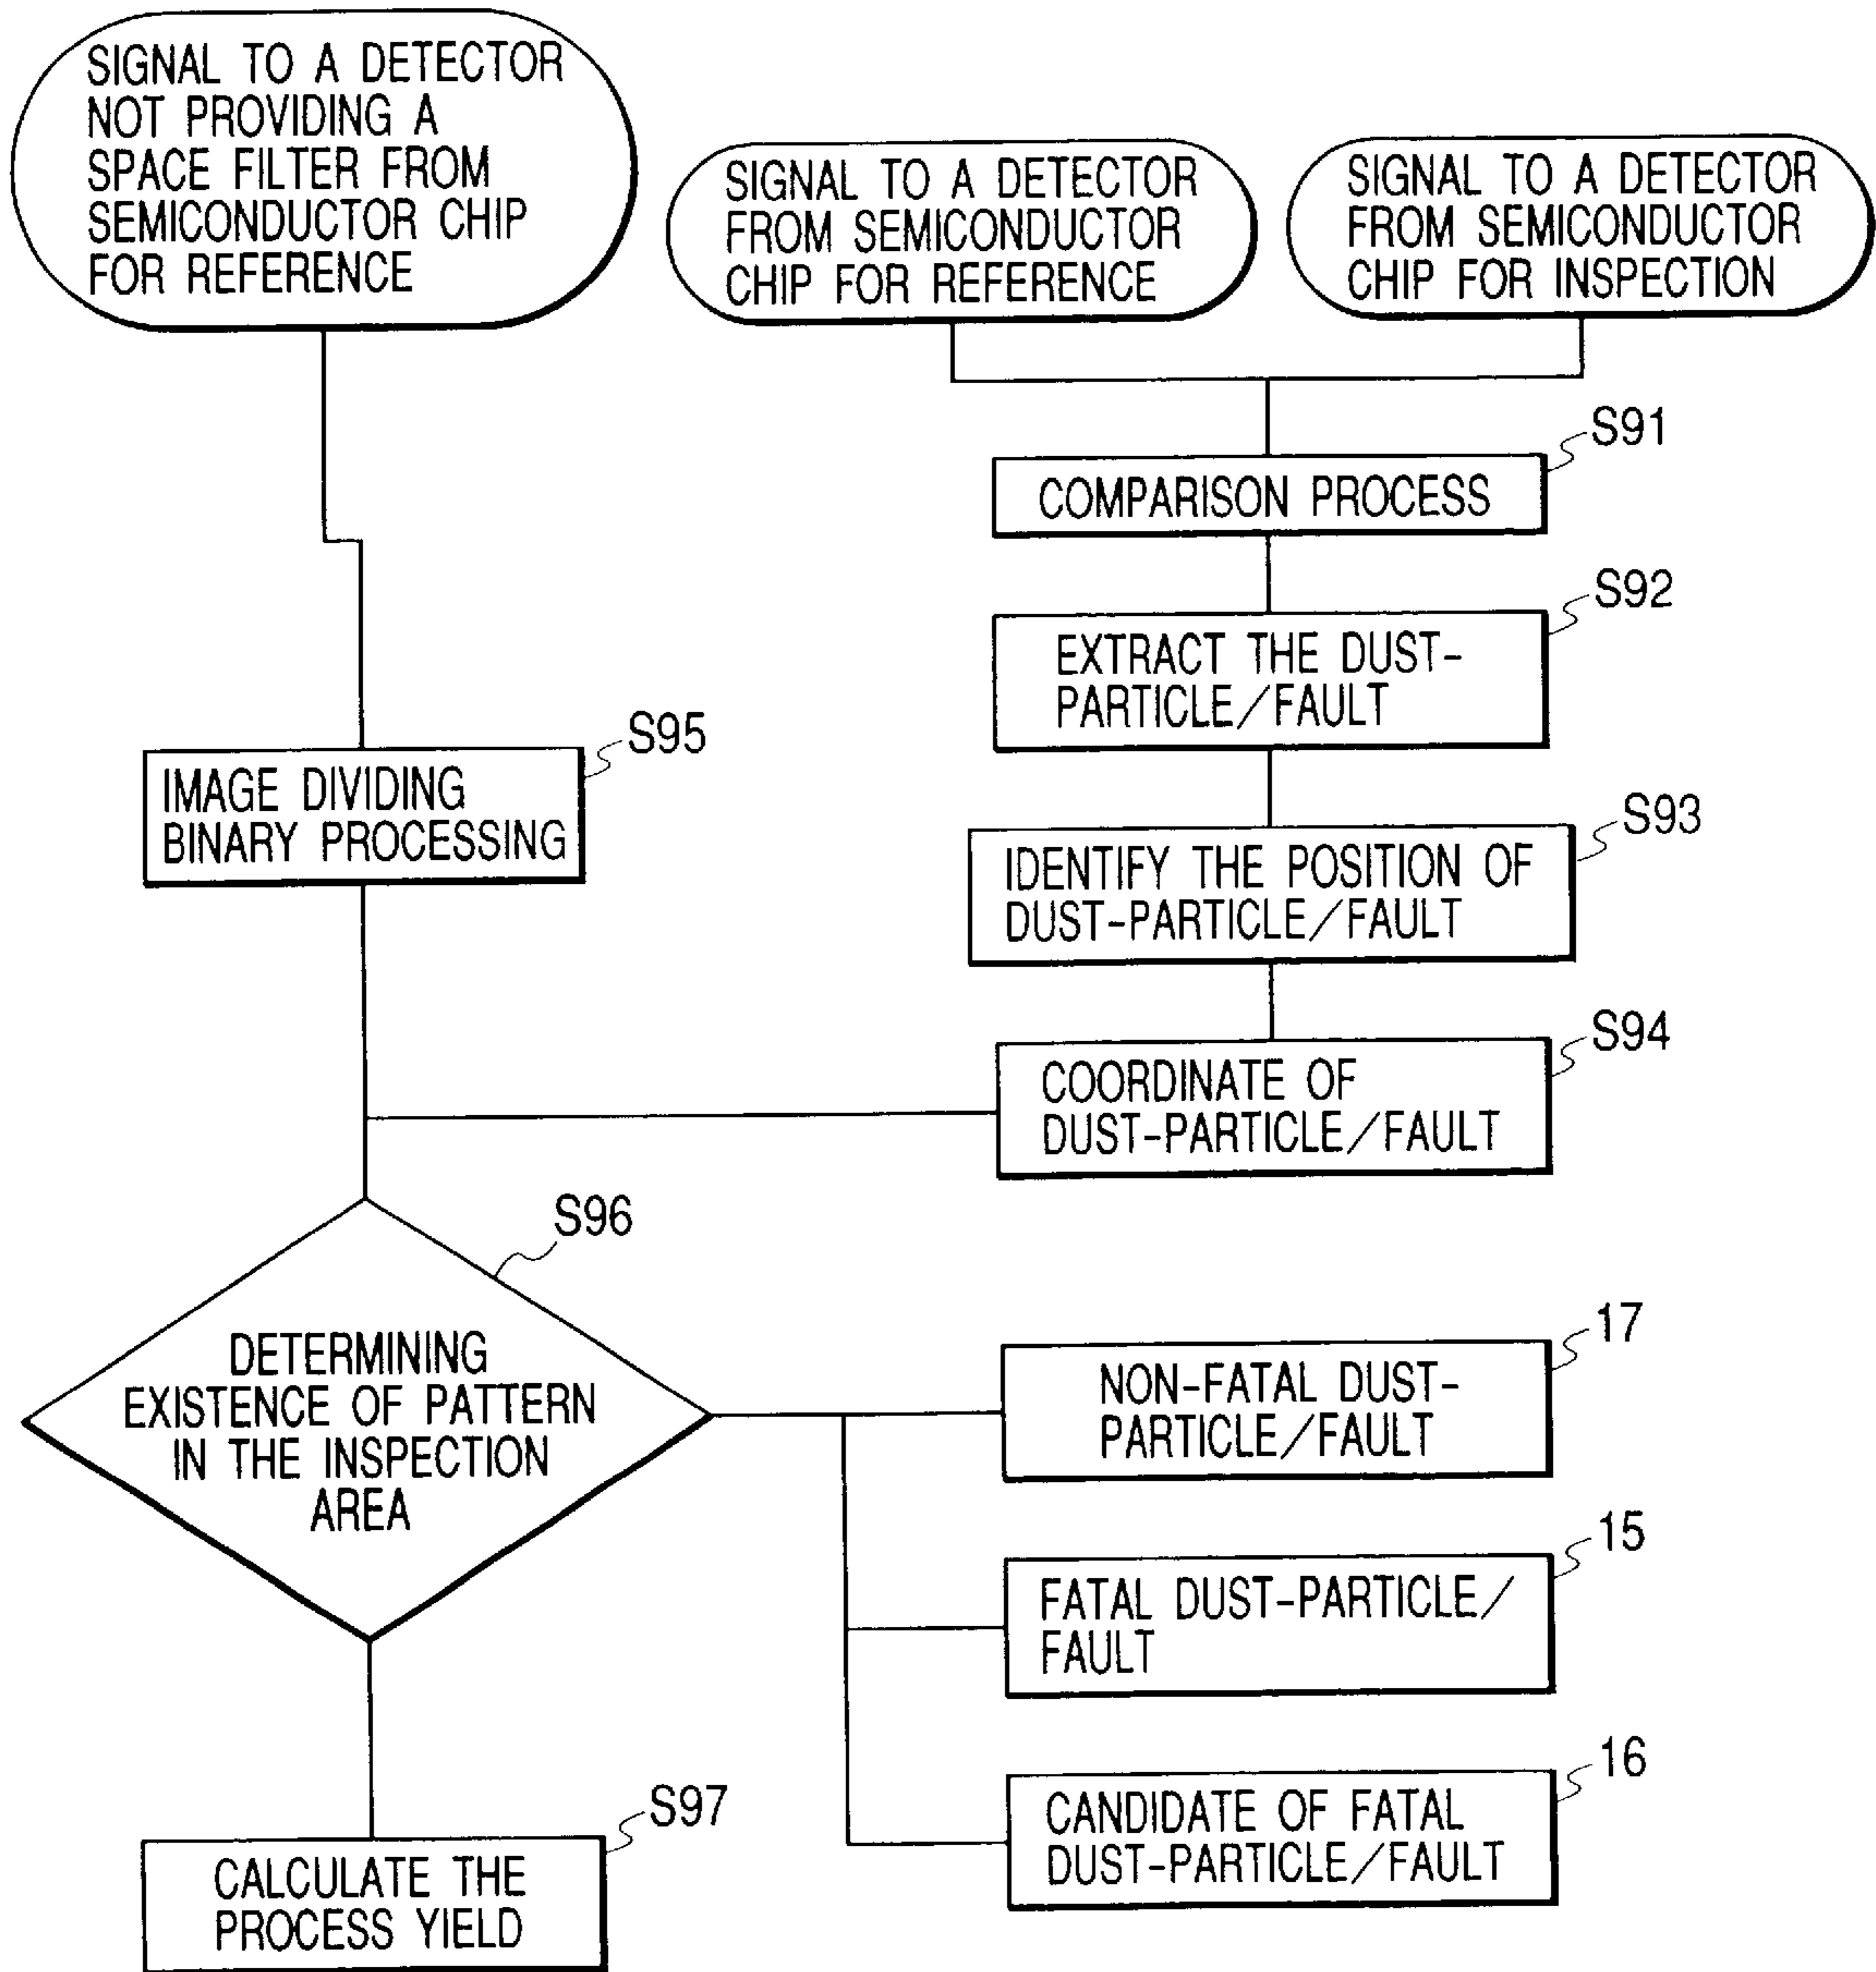 SIGNAL TO A DETECTOR
NOT PROVIDING A
SPACE FILTER FROM
SEMICONDUCTOR CHIP
FOR REFERENCE
SIGNAL TO A DETECTOR
FROM SEMICONDUCTOR
CHIP FOR REFERENCE
SIGNAL TO A DETECTOR
FROM SEMICONDUCTOR
CHIP FOR INSPECTION
S91
COMPARISON PROCESS
S92
EXTRACT THE DUST-
PARTICLE/FAULT
S95
IMAGE DIVIDING
BINARY PROCESSING
S93
IDENTIFY THE POSITION OF
DUST-PARTICLE/FAULT
S94
COORDINATE OF
DUST-PARTICLE/FAULT
S96
DETERMINING
EXISTENCE OF PATTERN
IN THE INSPECTION
AREA
17
NON-FATAL DUST-
PARTICLE/FAULT
15
FATAL DUST-PARTICLE/
FAULT
16
CANDIDATE OF FATAL
DUST-PARTICLE/FAULT
S97
CALCULATE THE
PROCESS YIELD